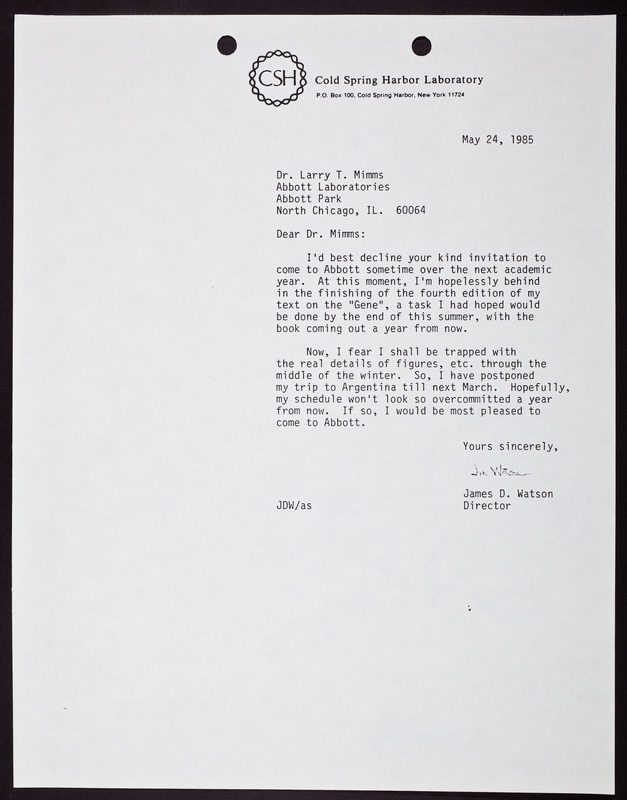 CSH
Cold Spring Harbor Laboratory
P.O. Box 100, Cold Spring Harbor, New York 11724
May 24, 1985
Dr. Larry T. Mimms
Abbott Laboratories
Abbott Park
North Chicago, IL.  60064
Dear Dr. Mimms:
I'd best decline your kind invitation to
come to Abbott sometime over the next academic
year.  At this moment, I'm hopelessly behind
in the finishing of the fourth edition of my
text on the "Gene", a task I had hoped would
be done by the end of this summer, with the
book coming out a year from now.
Now, I fear I shall be trapped with
the real details of figures, etc. through the
middle of the winter.  So, I have postponed
my trip to Argentina till next March.  Hopefully,
my schedule won't look so overcommitted a year
from now.  If so, I would be most pleased to
come to Abbott.
Yours sincerely,
Jim Watson
James D. Watson
JDW/as Director